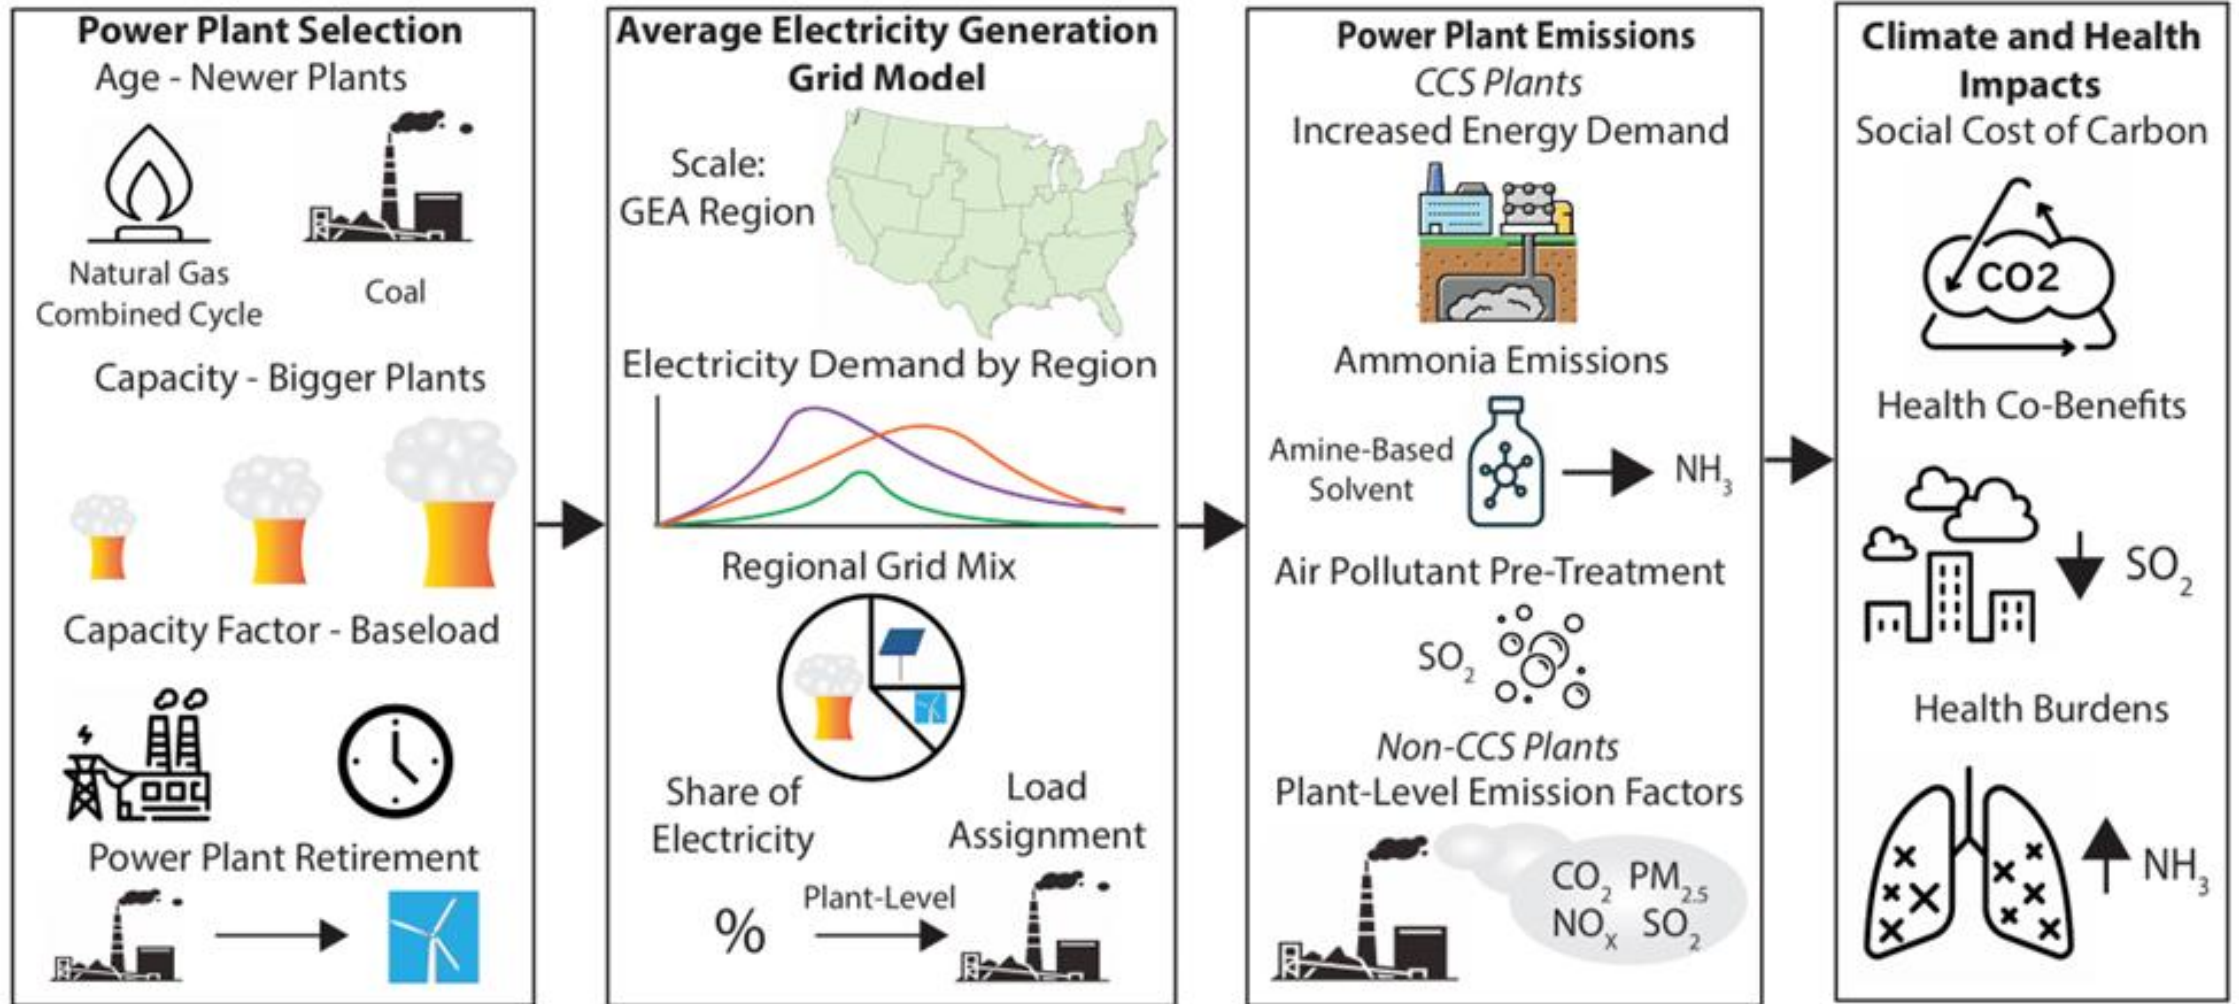 Power Plant Selection
Age - Newer Plants
Natural Gas
Combined Cycle
Coal
Capacity - Bigger Plants
Capacity Factor - Baseload
Power Plant Retirement
Average Electricity Generation
Grid Model
Scale:
GEA Region
Electricity Demand by Region
Regional Grid Mix
Share of
Electricity
Load
Assignment
%
Plant-Level
Power Plant Emissions
CCS Plants
Increased Energy Demand
Ammonia Emissions
Amine-Based
Solvent
NH₃
Air Pollutant Pre-Treatment
SO₂
Non-CCS Plants
Plant-Level Emission Factors
CO₂ PM₂.₅
NOₓ SO₂
Climate and Health
Impacts
Social Cost of Carbon
CO2
Health Co-Benefits
SO₂
Health Burdens
NH₃